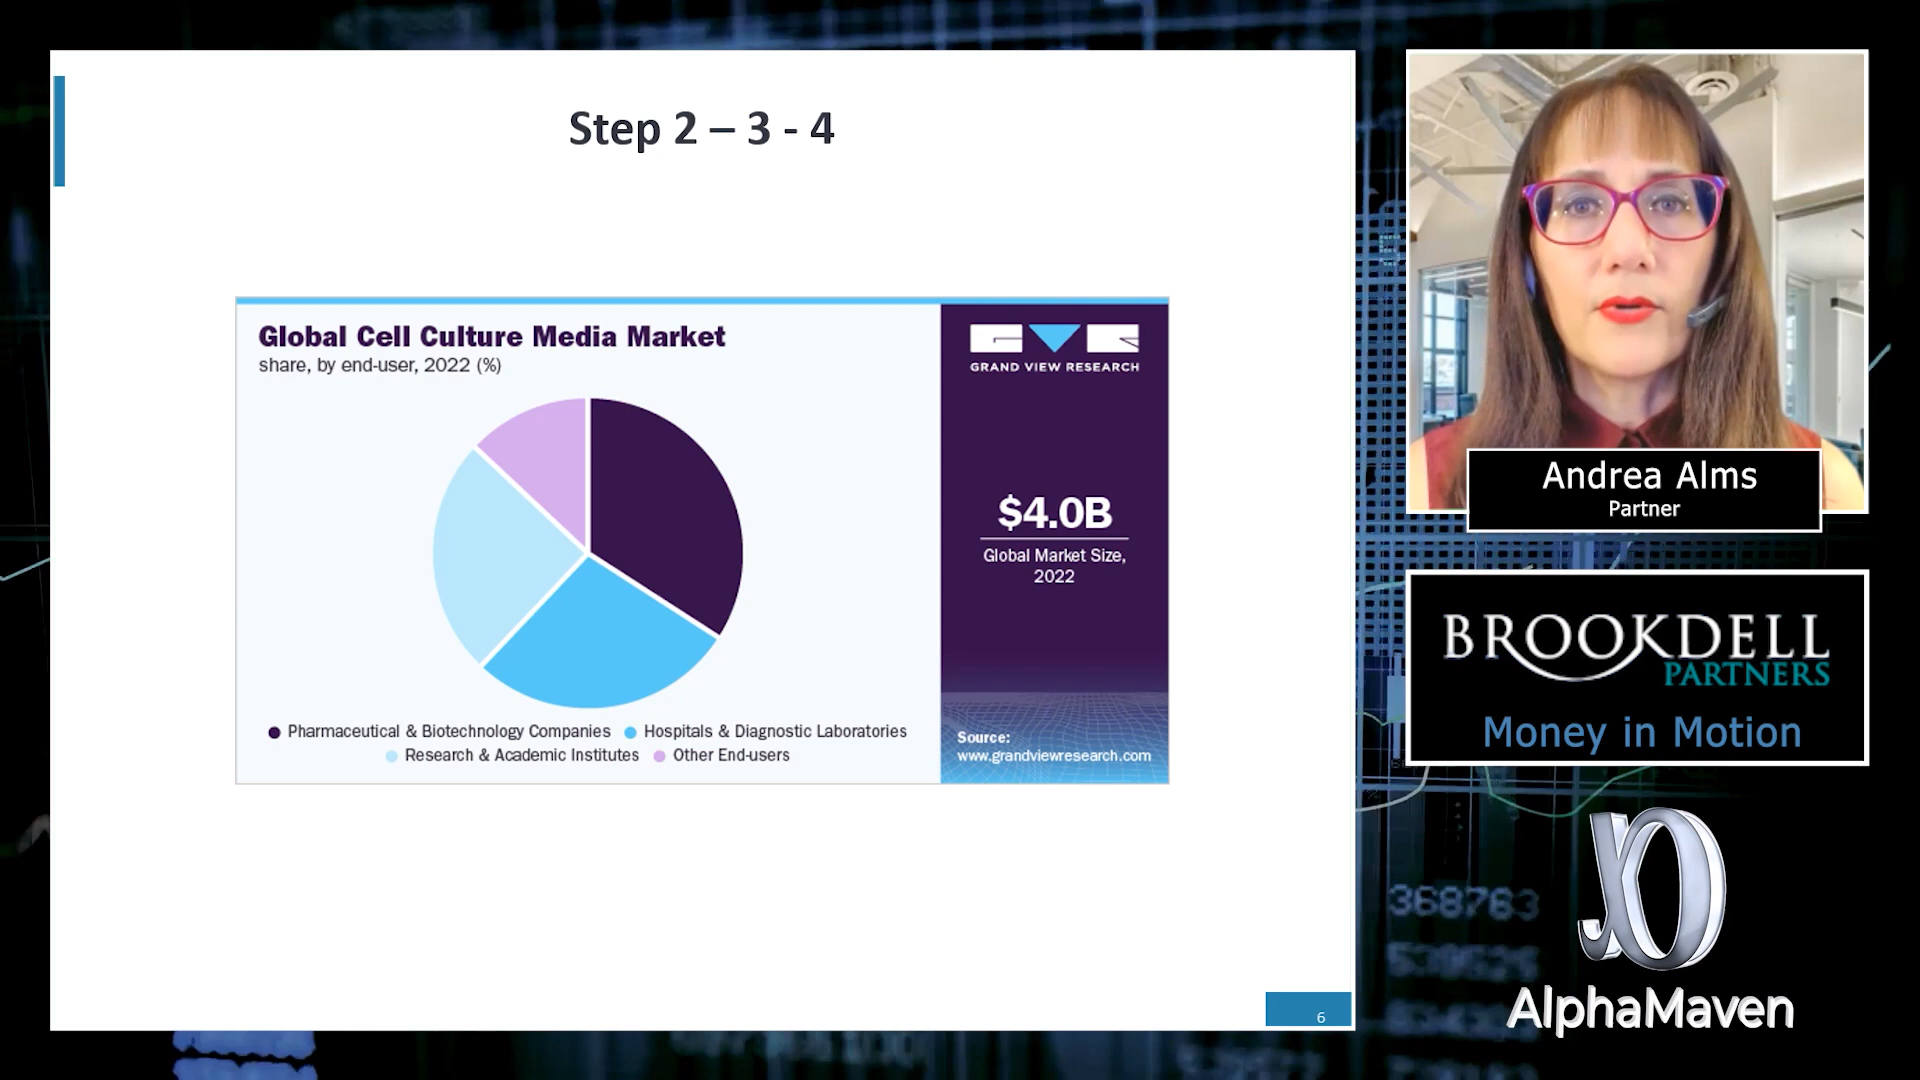 Step 2 – 3 - 4
Global Cell Culture Media Market
share, by end-user, 2022 (%)
Pharmaceutical & Biotechnology Companies
Hospitals & Diagnostic Laboratories
Research & Academic Institutes
Other End-users
GRAND VIEW RESEARCH
$4.0B
Global Market Size,
2022
Source:
www.grandviewresearch.com
6
Andrea Alms
Partner
BROOKDELL
PARTNERS
Money in Motion
368763
AlphaMaven